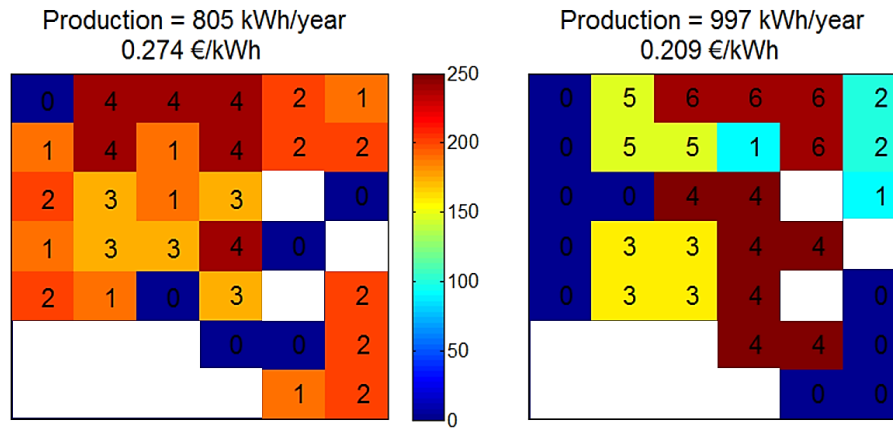 Production = 805 kWh/year
0.274 €/kWh
0 4 4 4 2 1
1 4 1 4 2 2
2 3 1 3 0
1 3 3 4 0
2 1 0 3 2
0 0 2
1 2
250
200
150
100
50
0
Production = 997 kWh/year
0.209 €/kWh
0 5 6 6 6 2
0 5 5 1 6 2
0 0 4 4 1
0 3 3 4 4
0 3 3 4 0
4 4 0
0 0